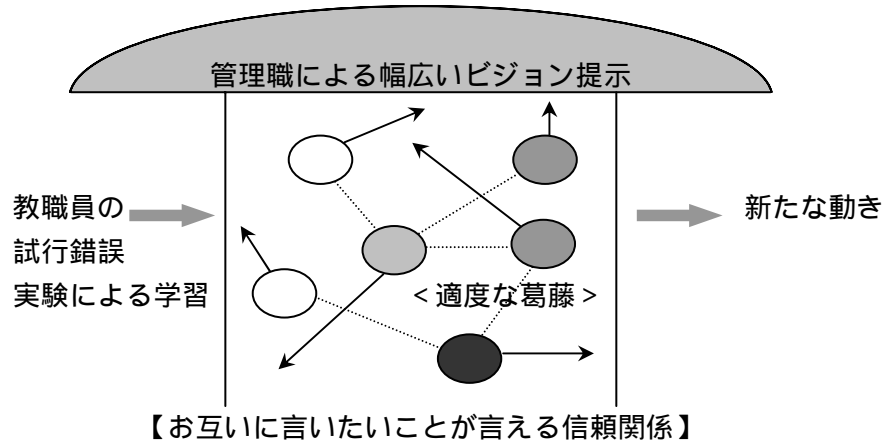 管理職による幅広いビジョン提示
教職員の
試行錯誤
実験による学習
新たな動き
＜適度な葛藤＞
【お互いに言いたいことが言える信頼関係】